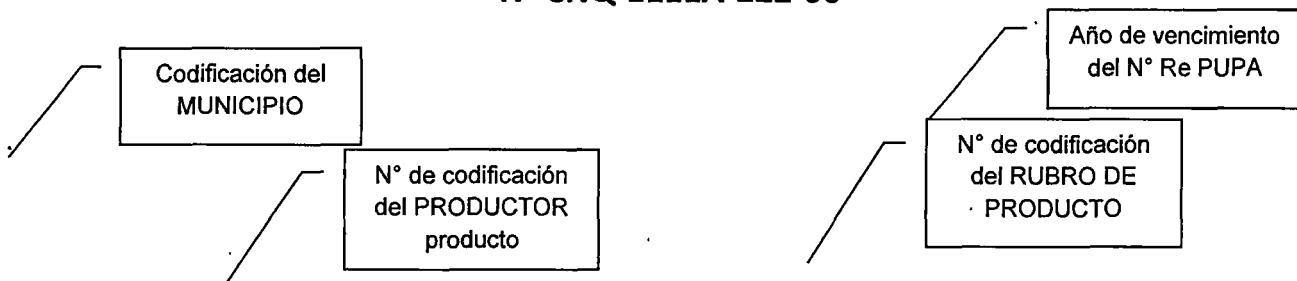 Año de vencimiento
del N° Re PUPA
Codificación del
MUNICIPIO
N° de codificación
del RUBRO DE
PRODUCTO
N° de codificación
del PRODUCTOR
producto